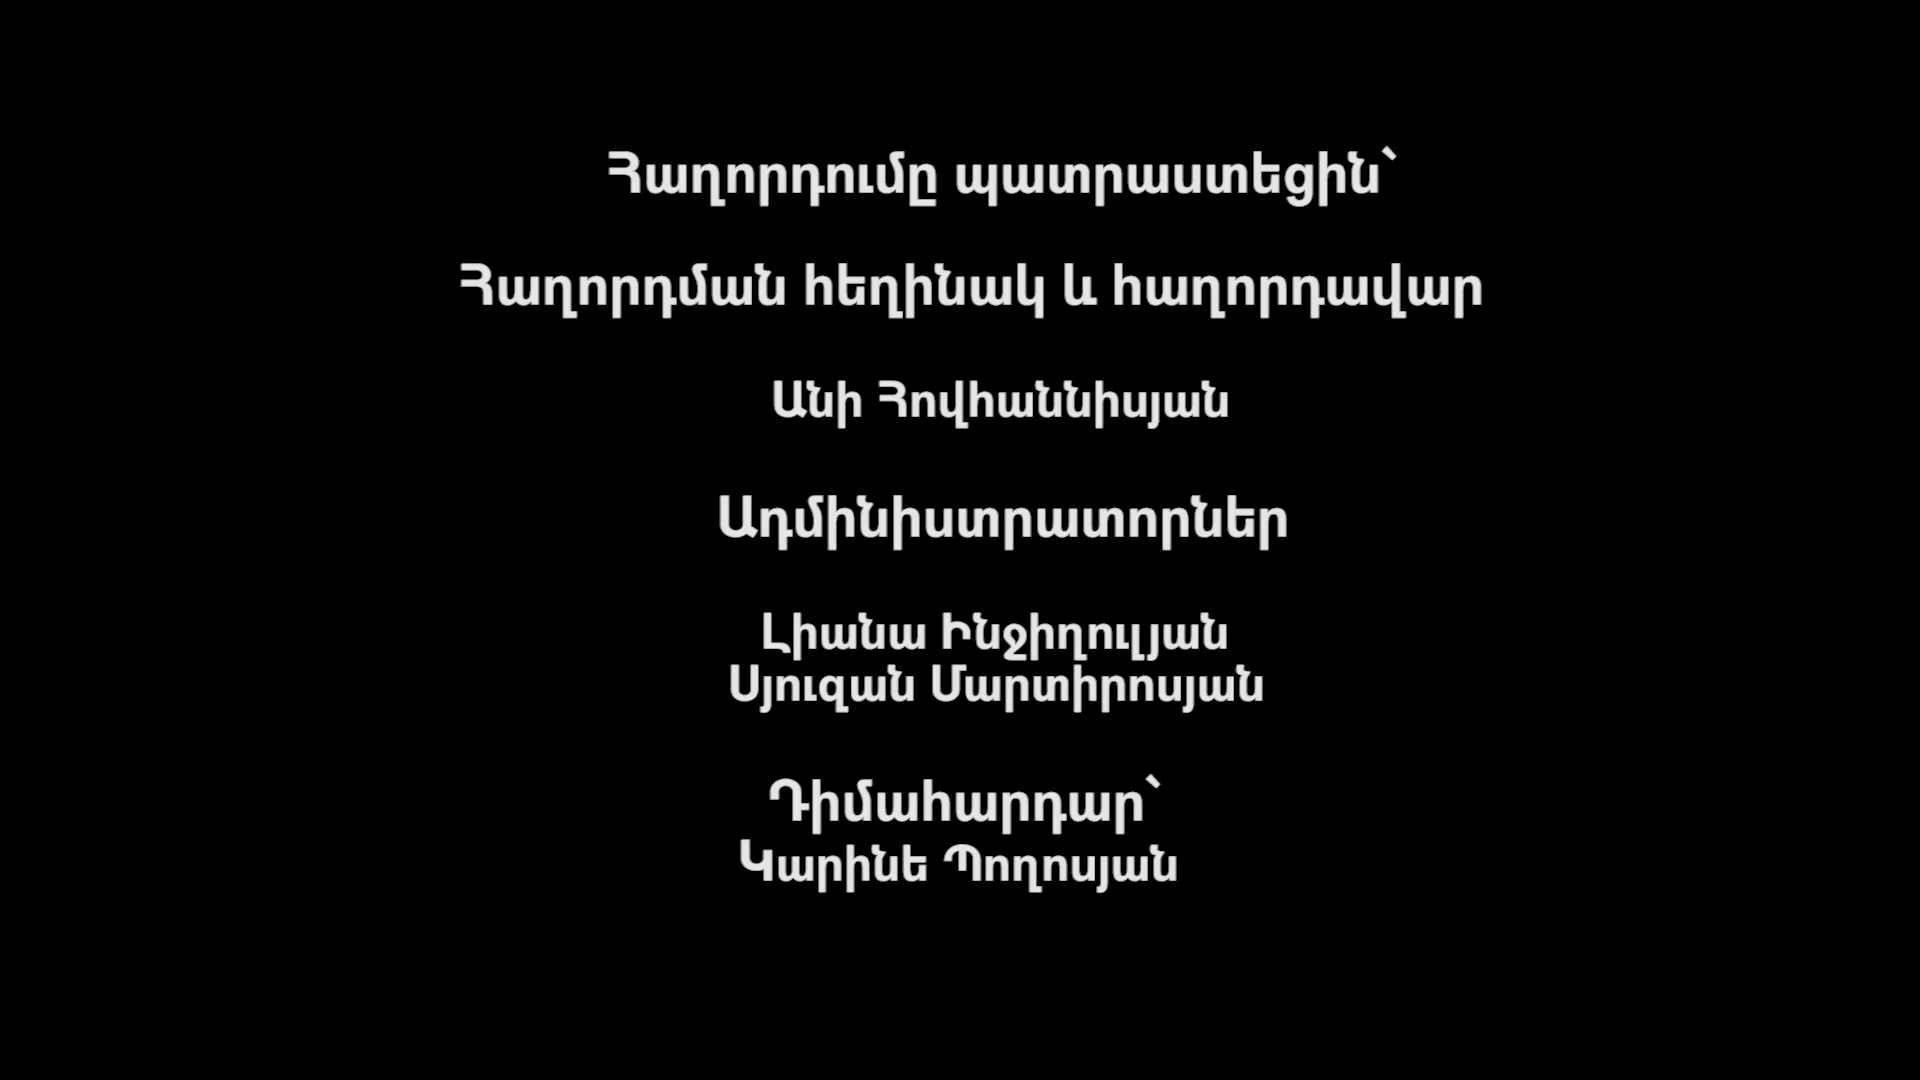 Հաղորդումը պատրաստեցին՝
Հաղորդման հեղինակ և հաղորդավար
Անի Հովհաննիսյան
Ադմինիստրատորներ
Լիանա Ինջիղուլյան
Սյուզան Մարտիրոսյան
Դիմահարդար՝
Կարինե Պողոսյան